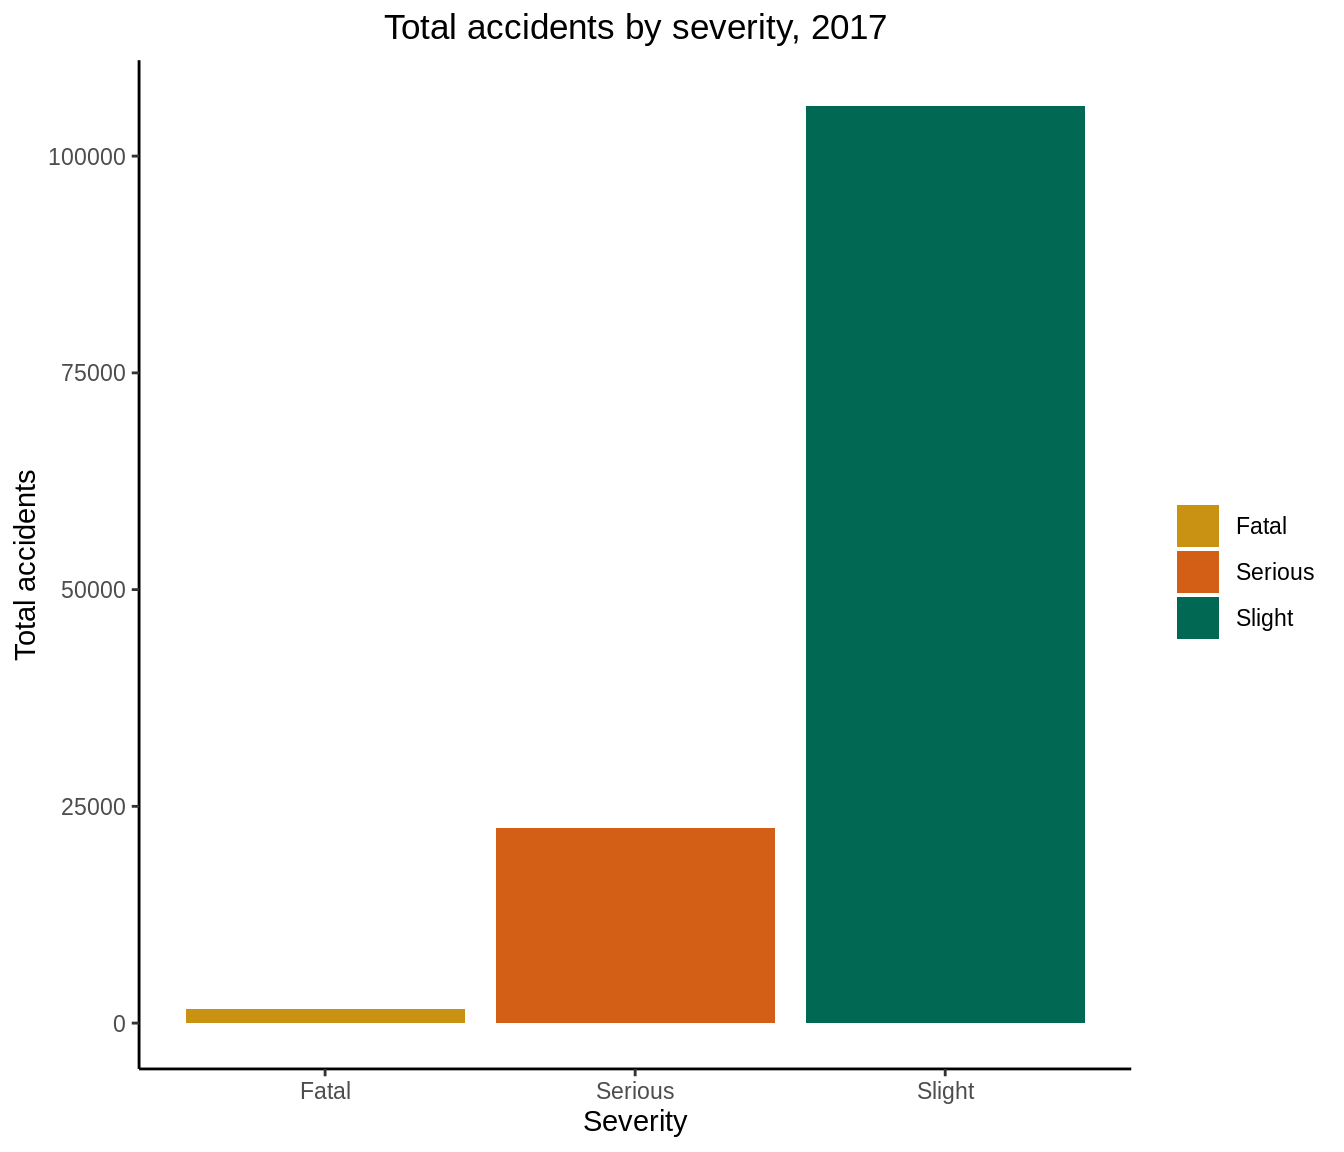 Total accidents by severity, 2017
Total accidents
100000
75000
50000
25000
0
Fatal
Serious
Slight
Severity
Fatal
Serious
Slight